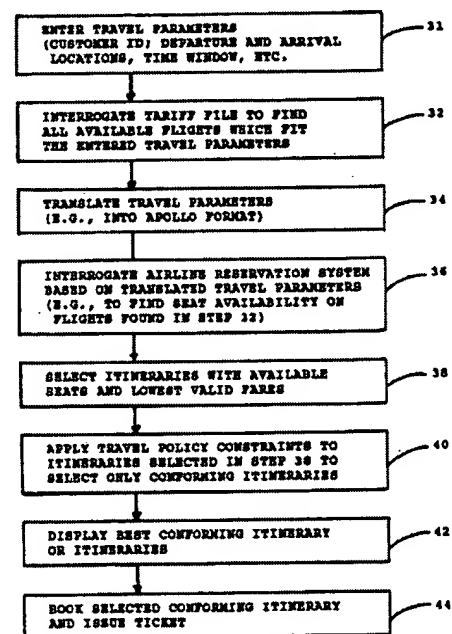 ENTER TRAVEL PARAMETERS
(CUSTOMER ID; DEPARTURE AND ARRIVAL
LOCATIONS, TIME WINDOW, ETC.
31
INTERROGATE TARIFF FILE TO FIND
ALL AVAILABLE FLIGHTS WHICH FIT
THE ENTERED TRAVEL PARAMETERS
32
TRANSLATE TRAVEL PARAMETERS
(E.G., INTO APOLLO FORMAT)
34
INTERROGATE AIRLINE RESERVATION SYSTEM
BASED ON TRANSLATED TRAVEL PARAMETERS
(E.G., TO FIND SEAT AVAILABILITY ON
FLIGHTS FOUND IN STEP 32)
36
SELECT ITINERARIES WITH AVAILABLE
SEATS AND LOWEST VALID FARES
38
APPLY TRAVEL POLICY CONSTRAINTS TO
ITINERARIES SELECTED IN STEP 38 TO
SELECT ONLY CONFORMING ITINERARIES
40
DISPLAY BEST CONFORMING ITINERARY
OR ITINERARIES
42
BOOK SELECTED CONFORMING ITINERARY
AND ISSUE TICKET
44